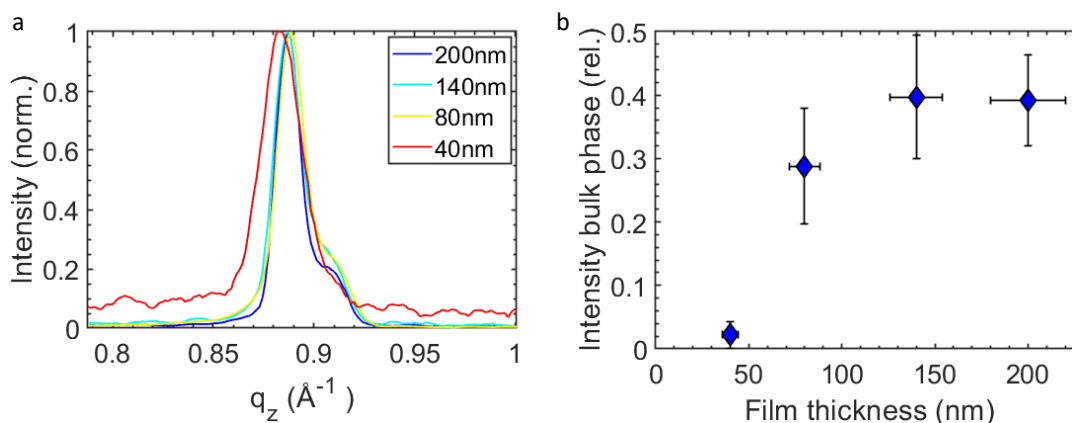 a
Intensity (norm.)
1
0.8
0.6
0.4
0.2
0
0.8
0.85
0.9
0.95
1
q_z (Å⁻¹ )
200nm
140nm
80nm
40nm
b
Intensity bulk phase (rel.)
0.5
0.4
0.3
0.2
0.1
0
0
50
100
150
200
Film thickness (nm)